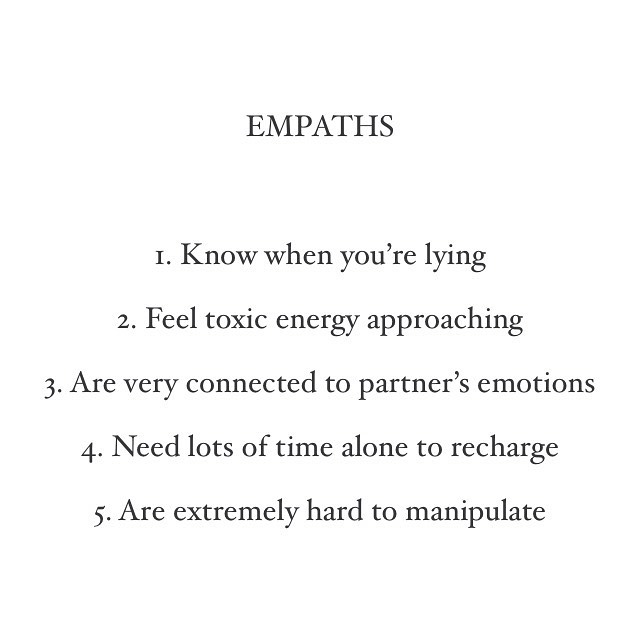 EMPATHS
1. Know when you’re lying
2. Feel toxic energy approaching
3. Are very connected to partner’s emotions
4. Need lots of time alone to recharge
5. Are extremely hard to manipulate